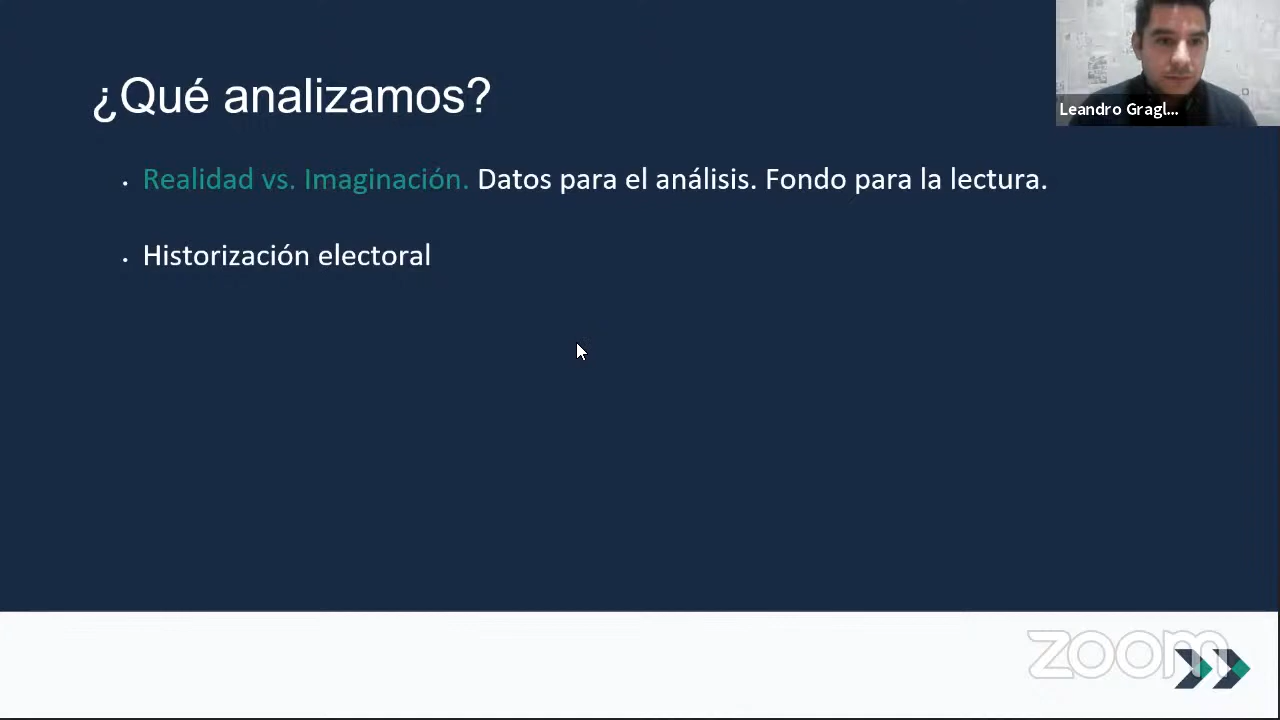 ¿Qué analizamos?
Leandro Gragl...
• Realidad vs. Imaginación. Datos para el análisis. Fondo para la lectura.
• Historización electoral
zoom